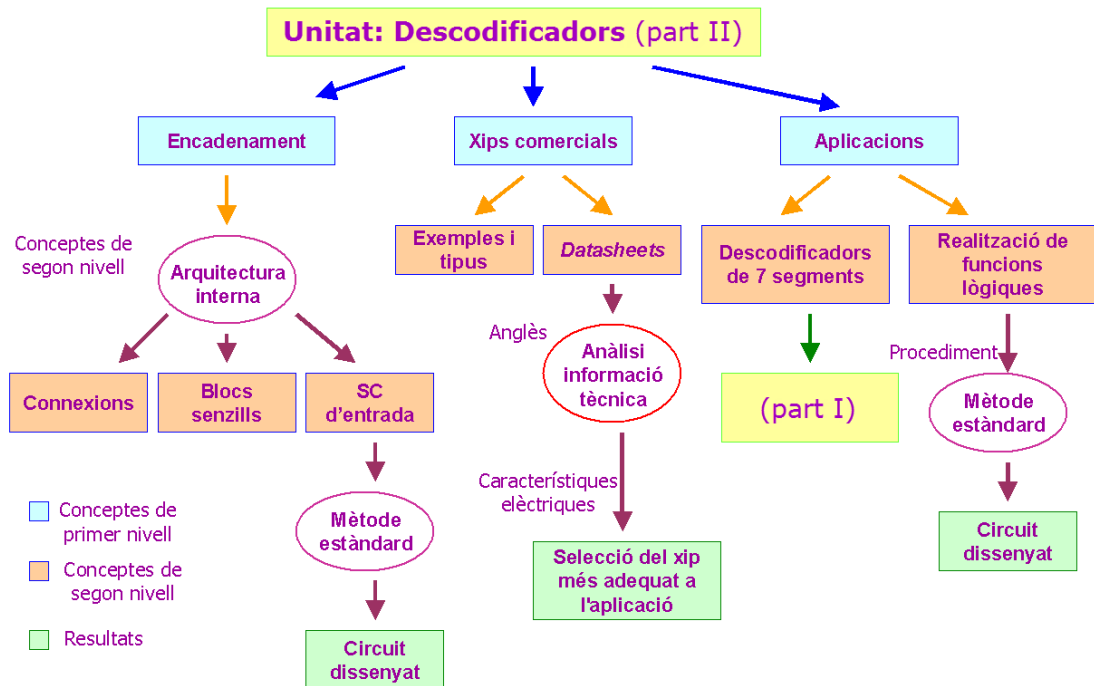 Unitat: Descodificadors (part II)
Encadenament
Xips comercials
Aplicacions
Conceptes de
segon nivell
Arquitectura
interna
Exemples i
tipus
Datasheets
Descodificadors
de 7 segments
Realització de
funcions
lògiques
Anglès
Anàlisi
informació
tècnica
Procediment
Connexions
Blocs
senzills
SC
d'entrada
(part I)
Mètode
estàndard
Característiques
elèctriques
Conceptes de
primer nivell
Mètode
estàndard
Circuit
dissenyat
Conceptes de
segon nivell
Selecció del xip
més adequat a
l'aplicació
Resultats
Circuit
dissenyat